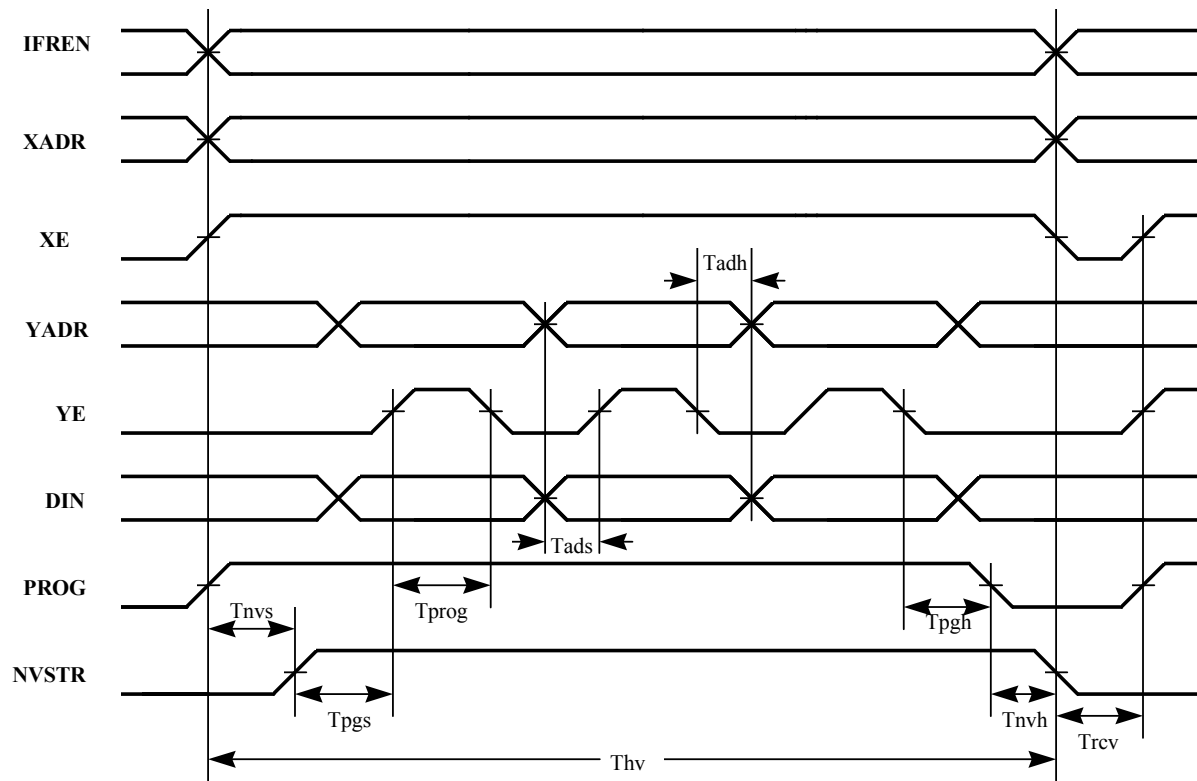 IFREN
XADR
XE
Tadh
YADR
YE
DIN
Tads
PROG
Tnvs
Tprog
Tpgh
NVSTR
Tpgs
Tnvh
Trcv
Thv